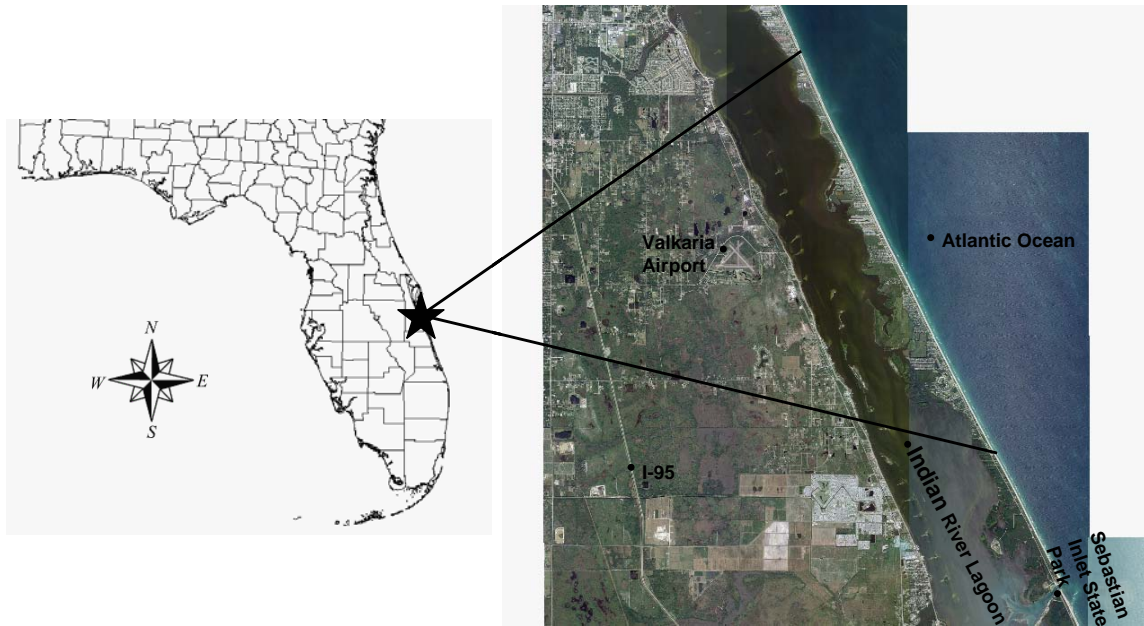 N
W
E
S
Valkaria
Airport
Atlantic Ocean
I-95
Indian River Lagoon
Sebastian
Inlet State
Park